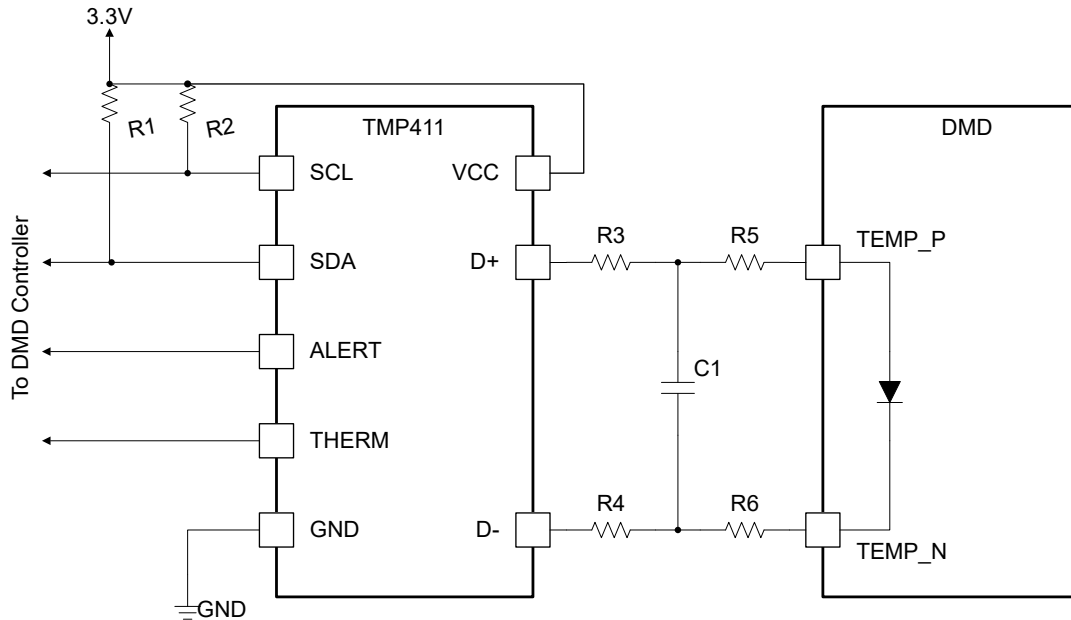 3.3V
R1
R2
TMP411
DMD
SCL
VCC
R3
R5
TEMP_P
SDA
D+
To DMD Controller
ALERT
C1
THERM
R4
R6
GND
D-
TEMP_N
GND